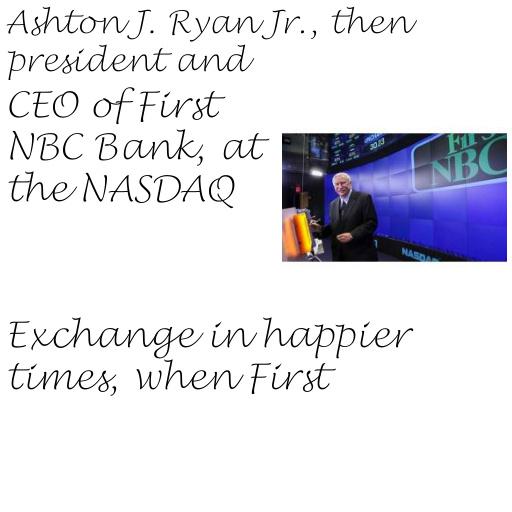 Ashton J. Ryan Jr., then
president and
CEO of First
NBC Bank, at
the NASDAQ
First
NBC
NASDAQ
Exchange in happier
times, when First